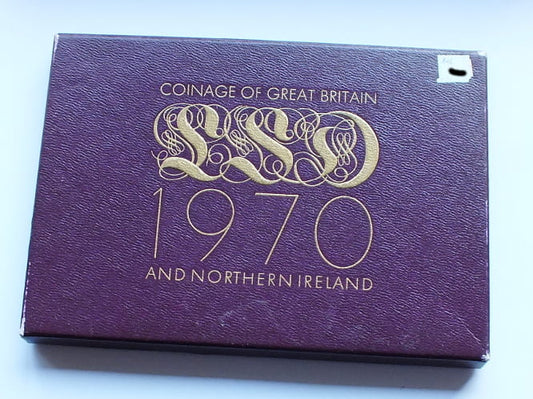 COINAGE OF GREAT BRITAIN
LSD
1970
AND NORTHERN IRELAND